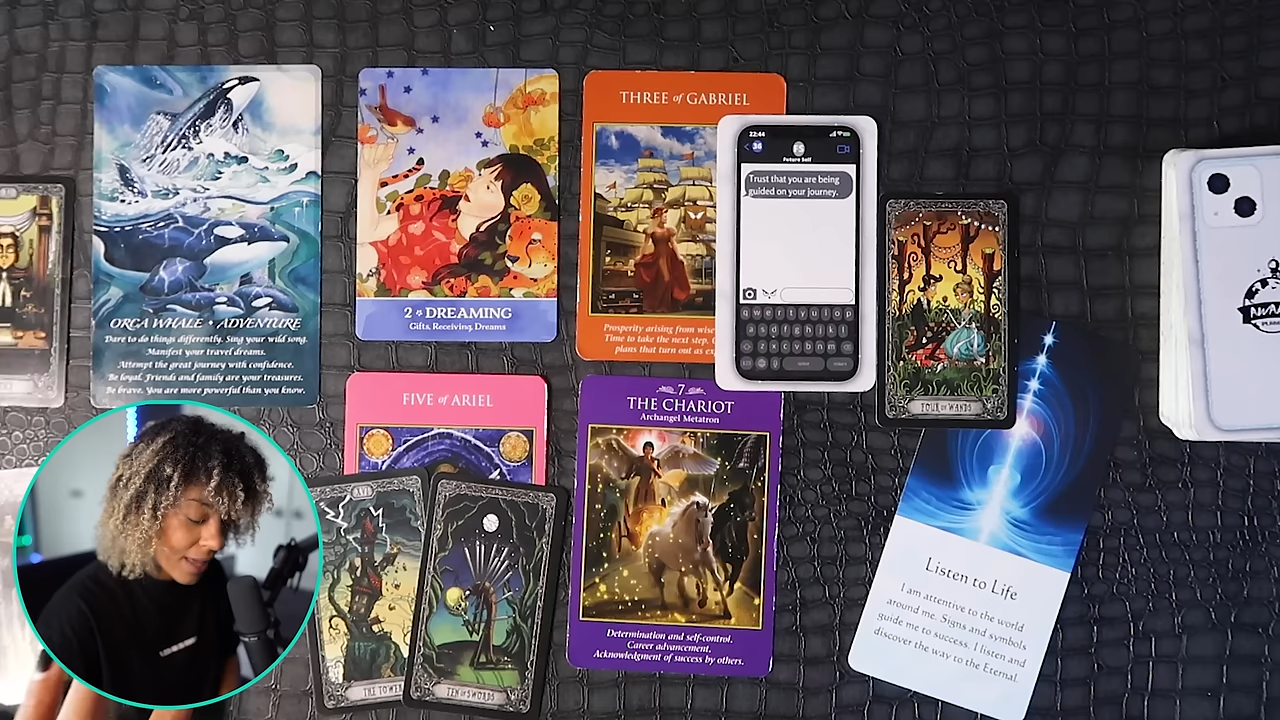 ORCA WHALE • ADVENTURE
Dare to do things differently. Sing your wild song.
Manifest your travel dreams.
Attempt the great journey with confidence.
Be loyal. Friends and family are your treasures.
Be brave. You are more powerful than you know.
2 DREAMING
Gifts, Receiving, Dreams
THREE of GABRIEL
Prosperity arising from wise
Time to take the next step.
plans that turn out as
22:44
Future Self
Trust that you are being
guided on your journey.
q w e r t y u i o p
a s d f g h j k l
z x c v b n m
FOUR OF WANDS
FIVE of ARIEL
XVI
THE TOWER
TEN OF SWORDS
7
THE CHARIOT
Archangel Metatron
Determination and self-control.
Career advancement.
Acknowledgment of success by others.
Listen to Life
I am attentive to the world
around me. Signs and symbols
guide me to success. I listen and
discover the way to the Eternal.